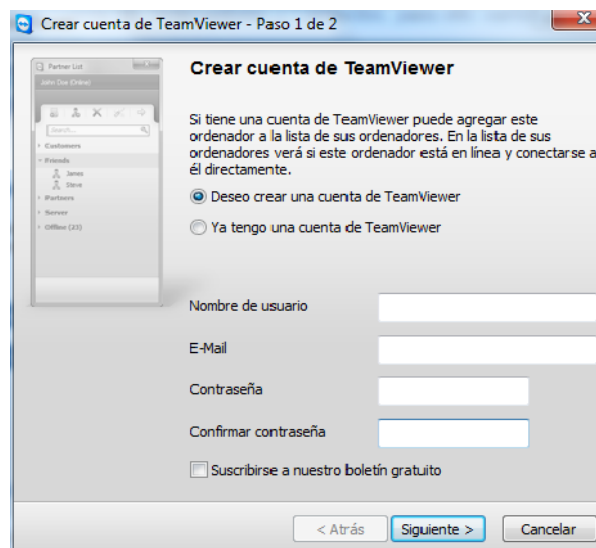 Crear cuenta de TeamViewer - Paso 1 de 2
Partner List
John Doe (Online)
Search...
Customers
Friends
James
Steve
Partners
Server
Offline (23)
Crear cuenta de TeamViewer
Si tiene una cuenta de TeamViewer puede agregar este
ordenador a la lista de sus ordenadores. En la lista de sus
ordenadores verá si este ordenador está en línea y conectarse a
él directamente.
Deseo crear una cuenta de TeamViewer
Ya tengo una cuenta de TeamViewer
Nombre de usuario
E-Mail
Contraseña
Confirmar contraseña
Suscribirse a nuestro boletín gratuito
< Atrás
Siguiente >
Cancelar